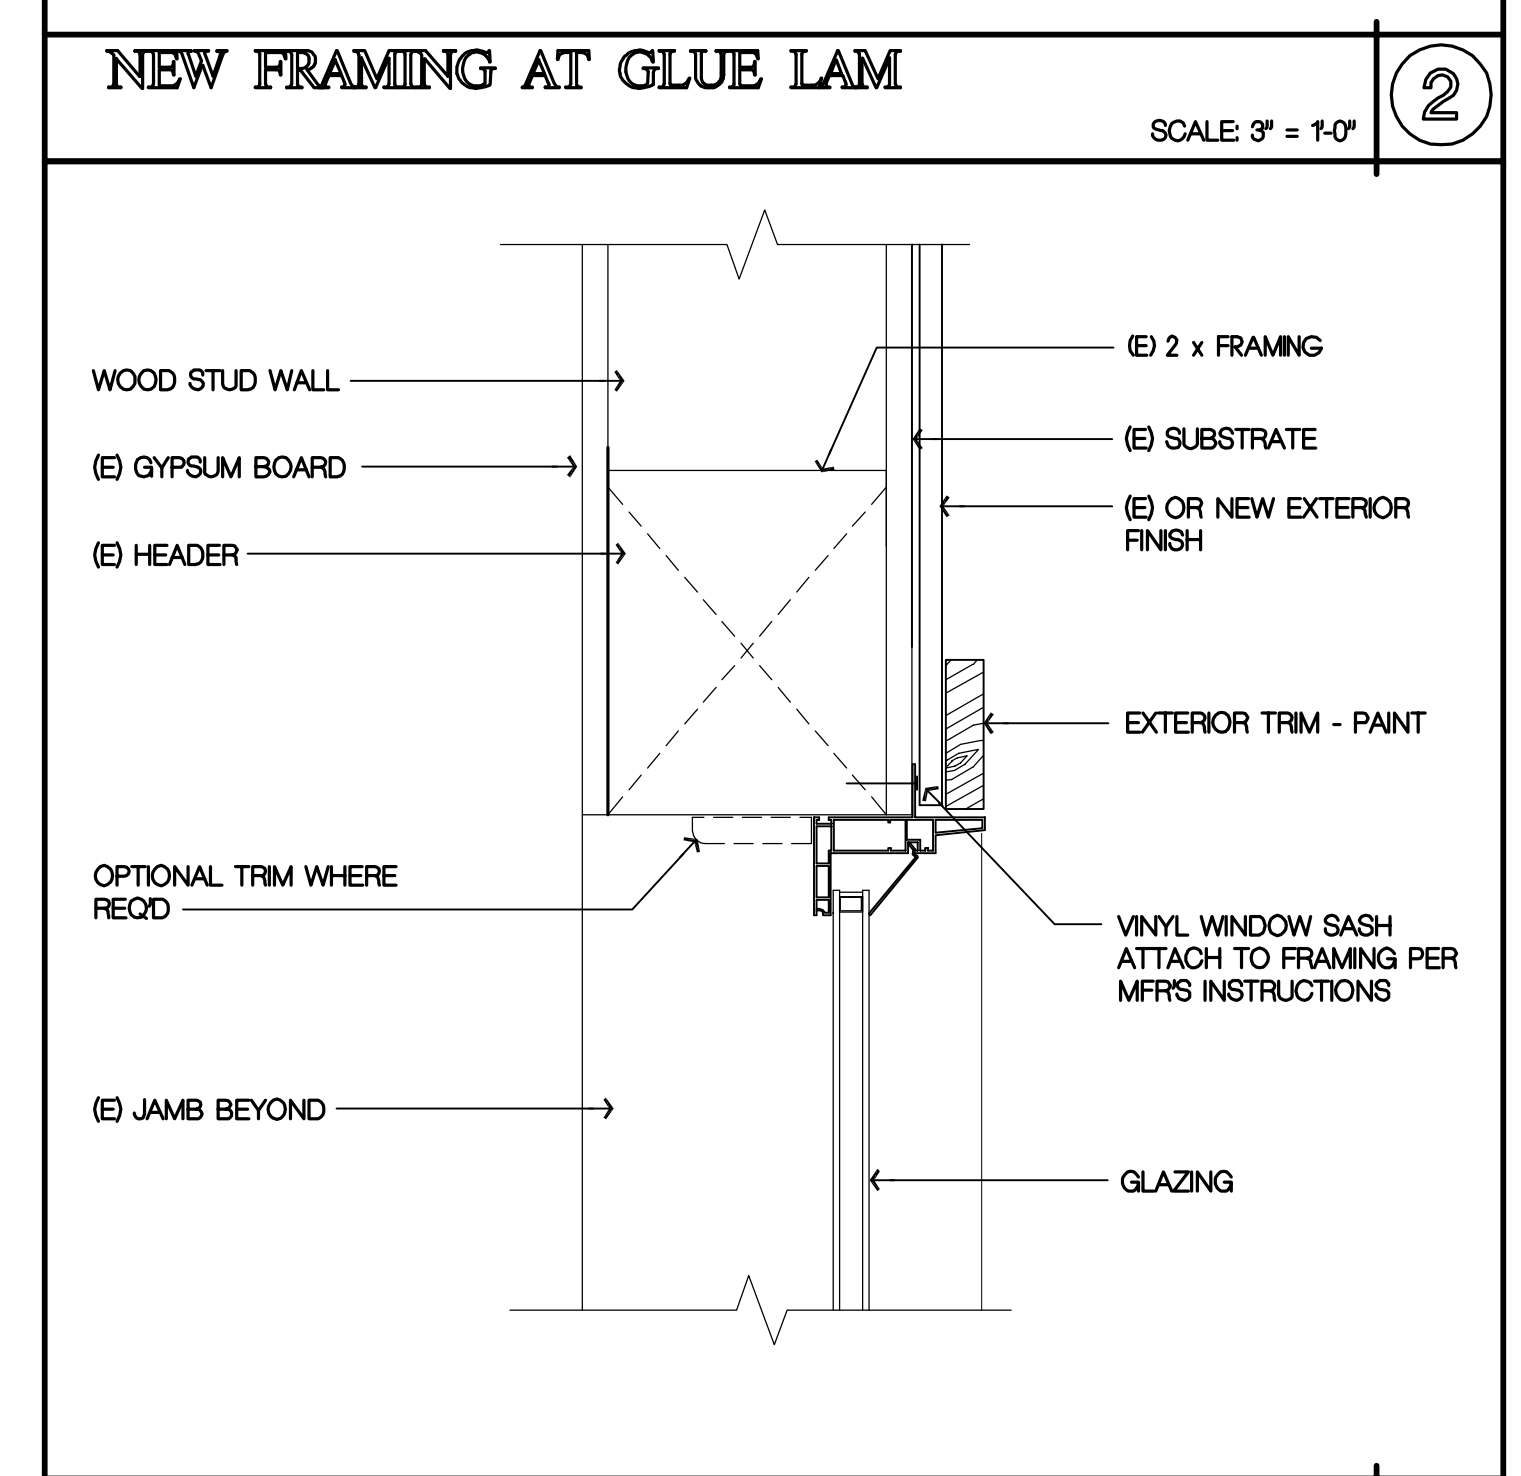 NEW FRAMING AT GLUE LAM
SCALE: 3" = 1'-0"
2
WOOD STUD WALL
(E) GYPSUM BOARD
(E) HEADER
OPTIONAL TRIM WHERE
REQ'D
(E) JAMB BEYOND
(E) 2 x FRAMING
(E) SUBSTRATE
(E) OR NEW EXTERIOR
FINISH
EXTERIOR TRIM - PAINT
VINYL WINDOW SASH
ATTACH TO FRAMING PER
MFR'S INSTRUCTIONS
GLAZING